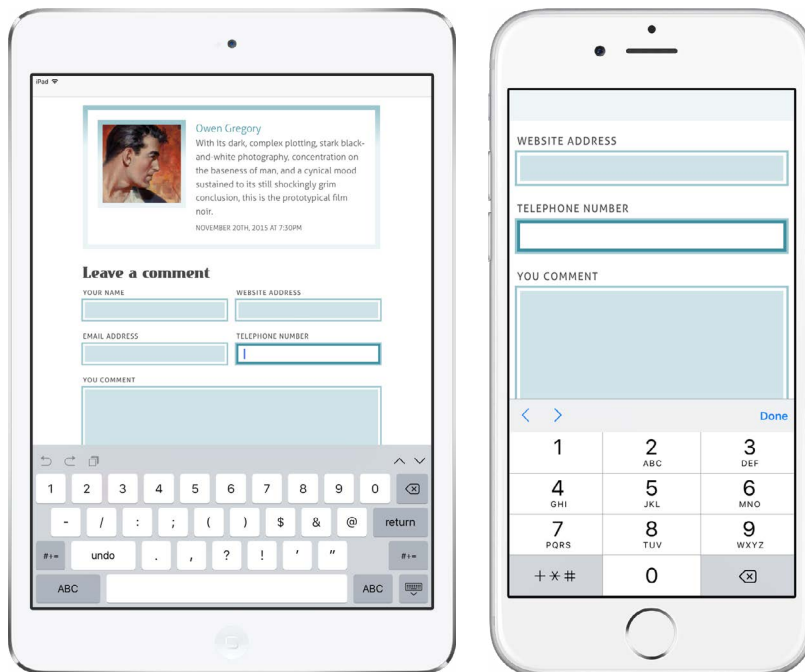 iPad
Owen Gregory
With its dark, complex plotting, stark black-
and-white photography, concentration on
the baseness of man, and a cynical mood
sustained to its still shockingly grim
conclusion, this is the prototypical film
noir.
NOVEMBER 20TH, 2015 AT 7:30PM
Leave a comment
YOUR NAME
WEBSITE ADDRESS
EMAIL ADDRESS
TELEPHONE NUMBER
YOU COMMENT
1 2 3 4 5 6 7 8 9 0
- / : ; ( ) $ & @ return
#+= undo . , ? ! ' " #+=
ABC ABC
WEBSITE ADDRESS
TELEPHONE NUMBER
YOU COMMENT
Done
1 2 3
ABC DEF
4 5 6
GHI JKL MNO
7 8 9
PQRS TUV WXYZ
+*# 0